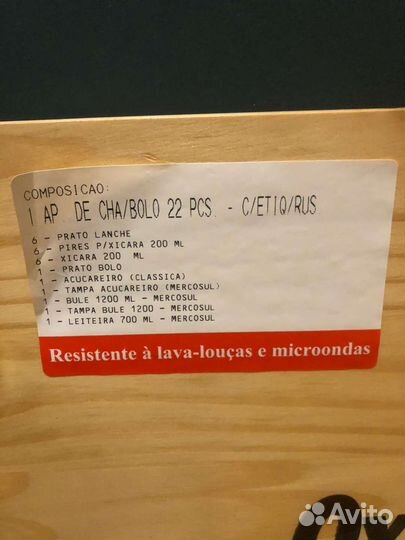 COMPOSICAO:
1 AP. DE CHA/BOLO 22 PCS. - C/ETIQ/RUS
6 - PRATO LANCHE
6 - PIRES P/XICARA 200 ML
6 - XICARA 200 ML
1 - PRATO BOLO
1 - ACUCAREIRO (CLASSICA)
1 - TAMPA ACUCAREIRO (MERCOSUL)
1 - BULE 1200 ML - MERCOSUL
1 - TAMPA BULE 1200 - MERCOSUL
1 - LEITEIRA 700 ML - MERCOSUL
Resistente à lava-louças e microondas
Avito